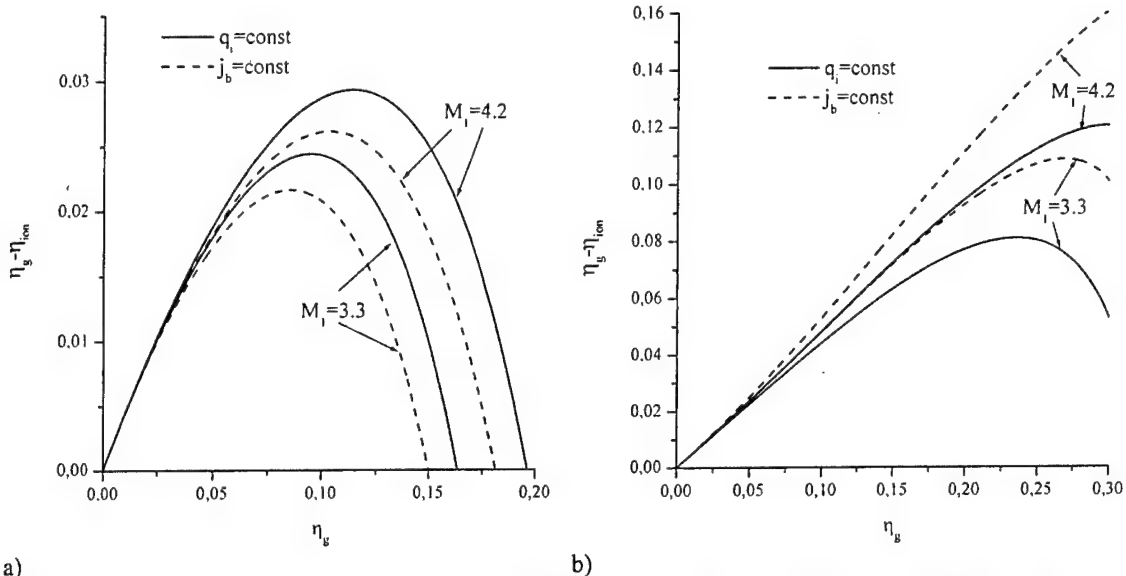 q_i=const
j_b=const
0.03
0.02
0.01
0,00
η_g-η_ion
M_1=4.2
M_1=3.3
0.00
0,05
0,10
0,15
0,20
η_g
a)
0,16
0,14
0.12
0.10
0.08
0.06
0.04
0.02
0,00
η_g-η_ion
q_i=const
j_b=const
M_1=4.2
M_1=3.3
0,00
0,05
0,10
0,15
0,20
0,25
0,30
η_g
b)